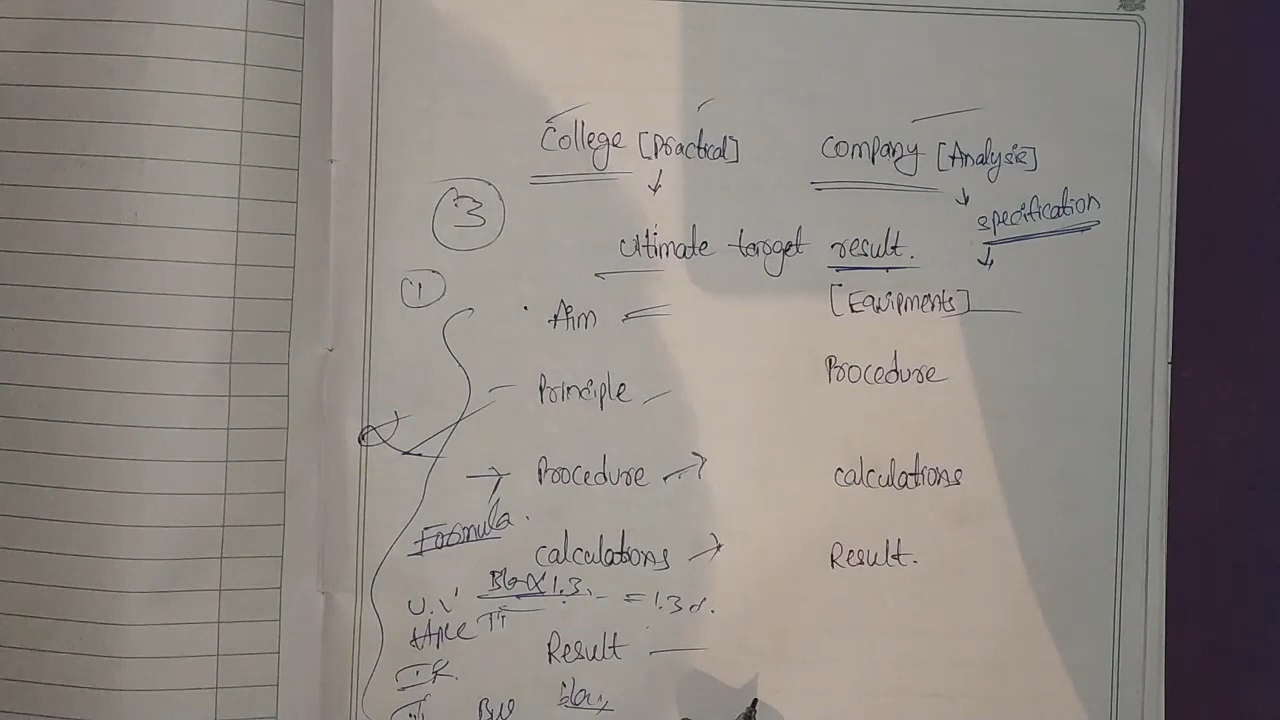 College [Practical] Company [Analysis]
specification
3
Ultimate target result.
1
Aim [Equipments]
Principle Procedure
Procedure calculations
Formula.
calculations Result.
= 1.3
Result